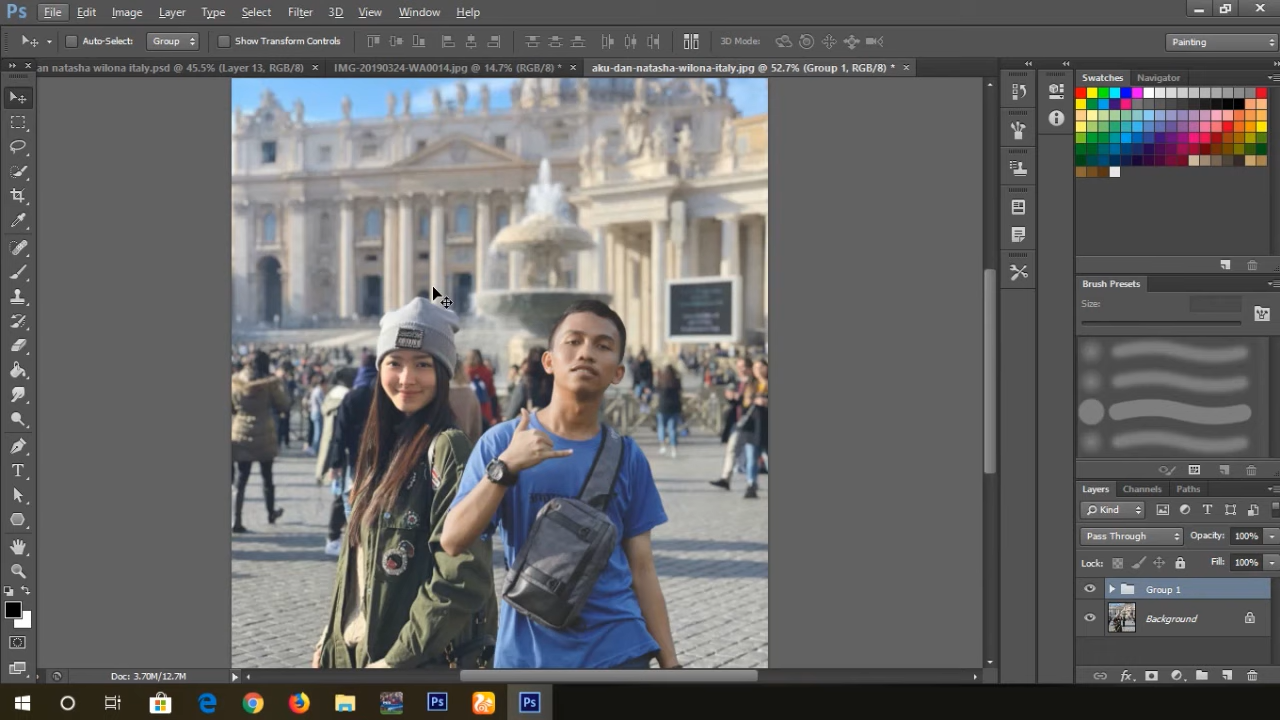 Ps File Edit Image Layer Type Select Filter 3D View Window Help
Auto-Select: Group Show Transform Controls 3D Mode: Painting
an natasha wilona italy.psd @ 45.5% (Layer 13, RGB/8) × IMG-20190324-WA0014.jpg @ 14.7% (RGB/8) * × aku-dan-natasha-wilona-italy.jpg @ 52.7% (Group 1, RGB/8) * ×
Swatches Navigator
Brush Presets
Size:
Layers Channels Paths
Kind
Pass Through Opacity: 100%
Lock: Fill: 100%
Group 1
Background
Doc: 3.70M/12.7M